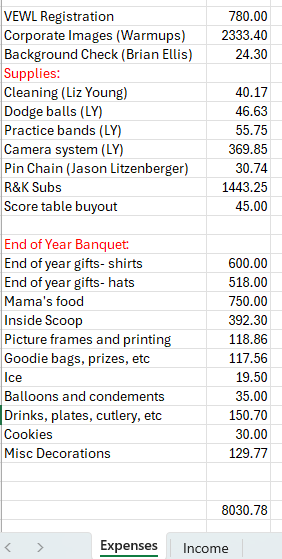 VEWL Registration 780.00
Corporate Images (Warmups) 2333.40
Background Check (Brian Ellis) 24.30
Supplies:
Cleaning (Liz Young) 40.17
Dodge balls (LY) 46.63
Practice bands (LY) 55.75
Camera system (LY) 369.85
Pin Chain (Jason Litzenberger) 30.74
R&K Subs 1443.25
Score table buyout 45.00
End of Year Banquet:
End of year gifts- shirts 600.00
End of year gifts- hats 518.00
Mama's food 750.00
Inside Scoop 392.30
Picture frames and printing 118.86
Goodie bags, prizes, etc 117.56
Ice 19.50
Balloons and condements 35.00
Drinks, plates, cutlery, etc 150.70
Cookies 30.00
Misc Decorations 129.77
8030.78
Expenses Income